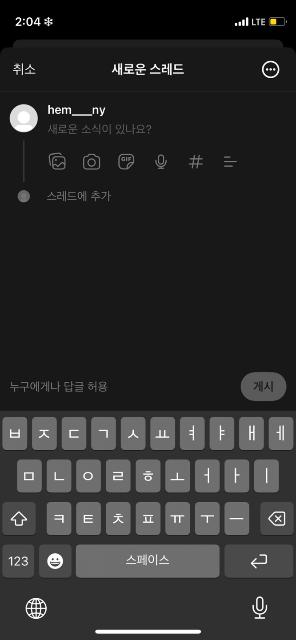 2:04 ❄ LTE
취소 새로운 스레드
hem___ny
새로운 소식이 있나요?
GIF #
스레드에 추가
누구에게나 답글 허용 게시
ㅂ ㅈ ㄷ ㄱ ㅅ ㅛ ㅕ ㅑ ㅐ ㅔ
ㅁ ㄴ ㅇ ㄹ ㅎ ㅗ ㅓ ㅏ ㅣ
ㅋ ㅌ ㅊ ㅍ ㅠ ㅜ ㅡ
123 스페이스